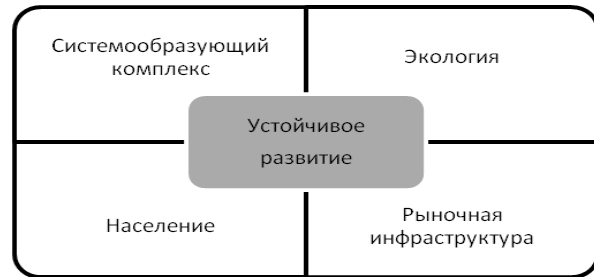 Системообразующий
комплекс
Экология
Устойчивое
развитие
Население
Рыночная
инфраструктура